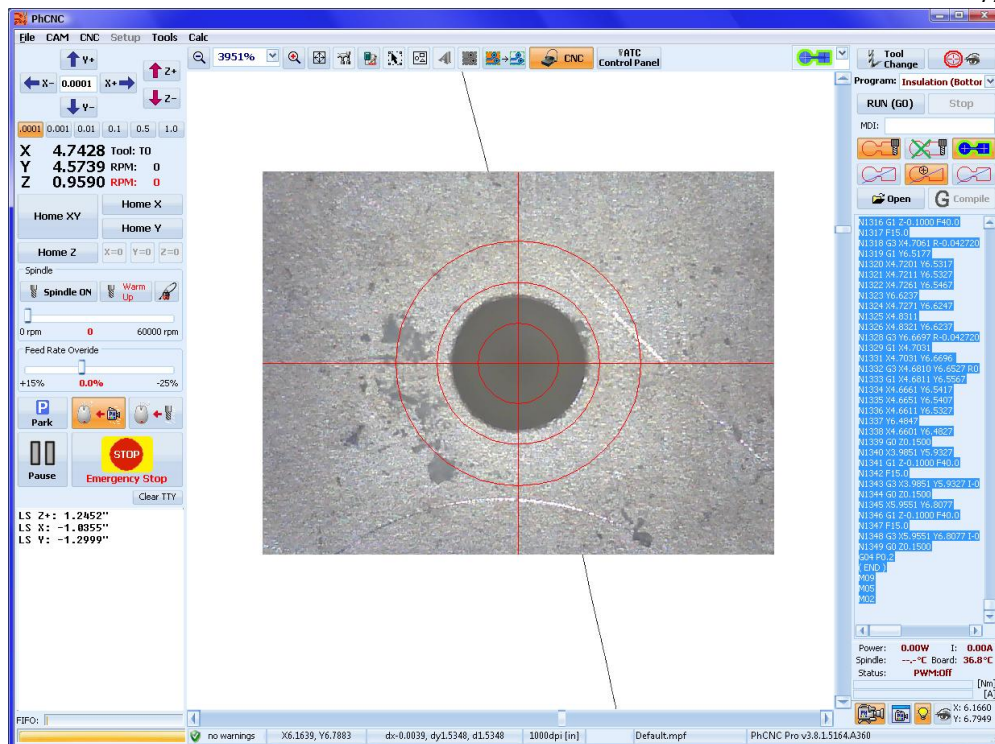 PhCNC
File CAM CNC Setup Tools Calc
Y+
X- 0.0001 X+
Z+
Y-
Z-
.0001 0.001 0.01 0.1 0.5 1.0
X 4.7428 Tool: T0
Y 4.5739 RPM: 0
Z 0.9590 RPM: 0
Home XY
Home X
Home Y
Home Z X=0 Y=0 Z=0
Spindle
Spindle ON Warm Up
0 rpm 0 60000 rpm
Feed Rate Overide
+15% 0.0% -25%
P
Park
Pause
STOP
Emergency Stop
Clear TTY
LS Z+: 1.2452"
LS X: -1.0355"
LS Y: -1.2999"
FIFO:
3951%
CNC
ATC
Control Panel
Tool
Change
Program: Insulation (Bottor
RUN (GO) Stop
MDI:
Open G Compile
N1316 G1 Z-0.1000 F40.0
N1317 F15.0
N1318 G3 X4.7061 R-0.042720
N1319 G1 Y6.5177
N1320 X4.7201 Y6.5317
N1321 X4.7211 Y6.5327
N1322 X4.7261 Y6.5467
N1323 Y6.6237
N1324 X4.7271 Y6.6247
N1325 X4.8311
N1326 X4.8321 Y6.6237
N1328 G3 Y6.6697 R-0.042720
N1329 G1 X4.7031
N1331 X4.7031 Y6.6696
N1332 G3 X4.6810 Y6.6527 R0
N1333 G1 X4.6811 Y6.5567
N1334 X4.6661 Y6.5417
N1335 X4.6651 Y6.5407
N1336 X4.6611 Y6.5327
N1337 Y6.4847
N1338 X4.6601 Y6.4827
N1339 G0 Z0.1500
N1340 X3.9851 Y5.9327
N1341 G1 Z-0.1000 F40.0
N1342 F15.0
N1343 G3 X3.9851 Y5.9327 I-0
N1344 G0 Z0.1500
N1345 X5.9551 Y6.8077
N1346 G1 Z-0.1000 F40.0
N1347 F15.0
N1348 G3 X5.9551 Y6.8077 I-0
N1349 G0 Z0.1500
G04 P0.2
( END )
M09
M05
M02
Power: 0.00W I: 0.00A
Spindle: --.-°C Board: 36.8°C
Status: PWM:Off
[Nm]
[A]
X: 6.1660
Y: 6.7949
no warnings X6.1639, Y6.7883 dx-0.0039, dy1.5348, d1.5348 1000dpi [in] Default.mpf PhCNC Pro v3.8.1.5164.A360